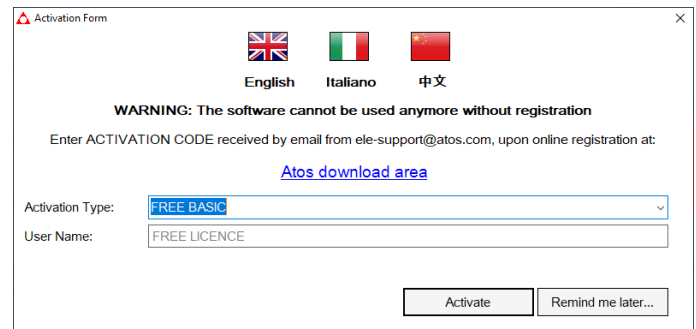 Activation Form
English Italiano 中文
WARNING: The software cannot be used anymore without registration
Enter ACTIVATION CODE received by email from ele-support@atos.com, upon online registration at:
Atos download area
Activation Type: FREE BASIC
User Name: FREE LICENCE
Activate Remind me later...